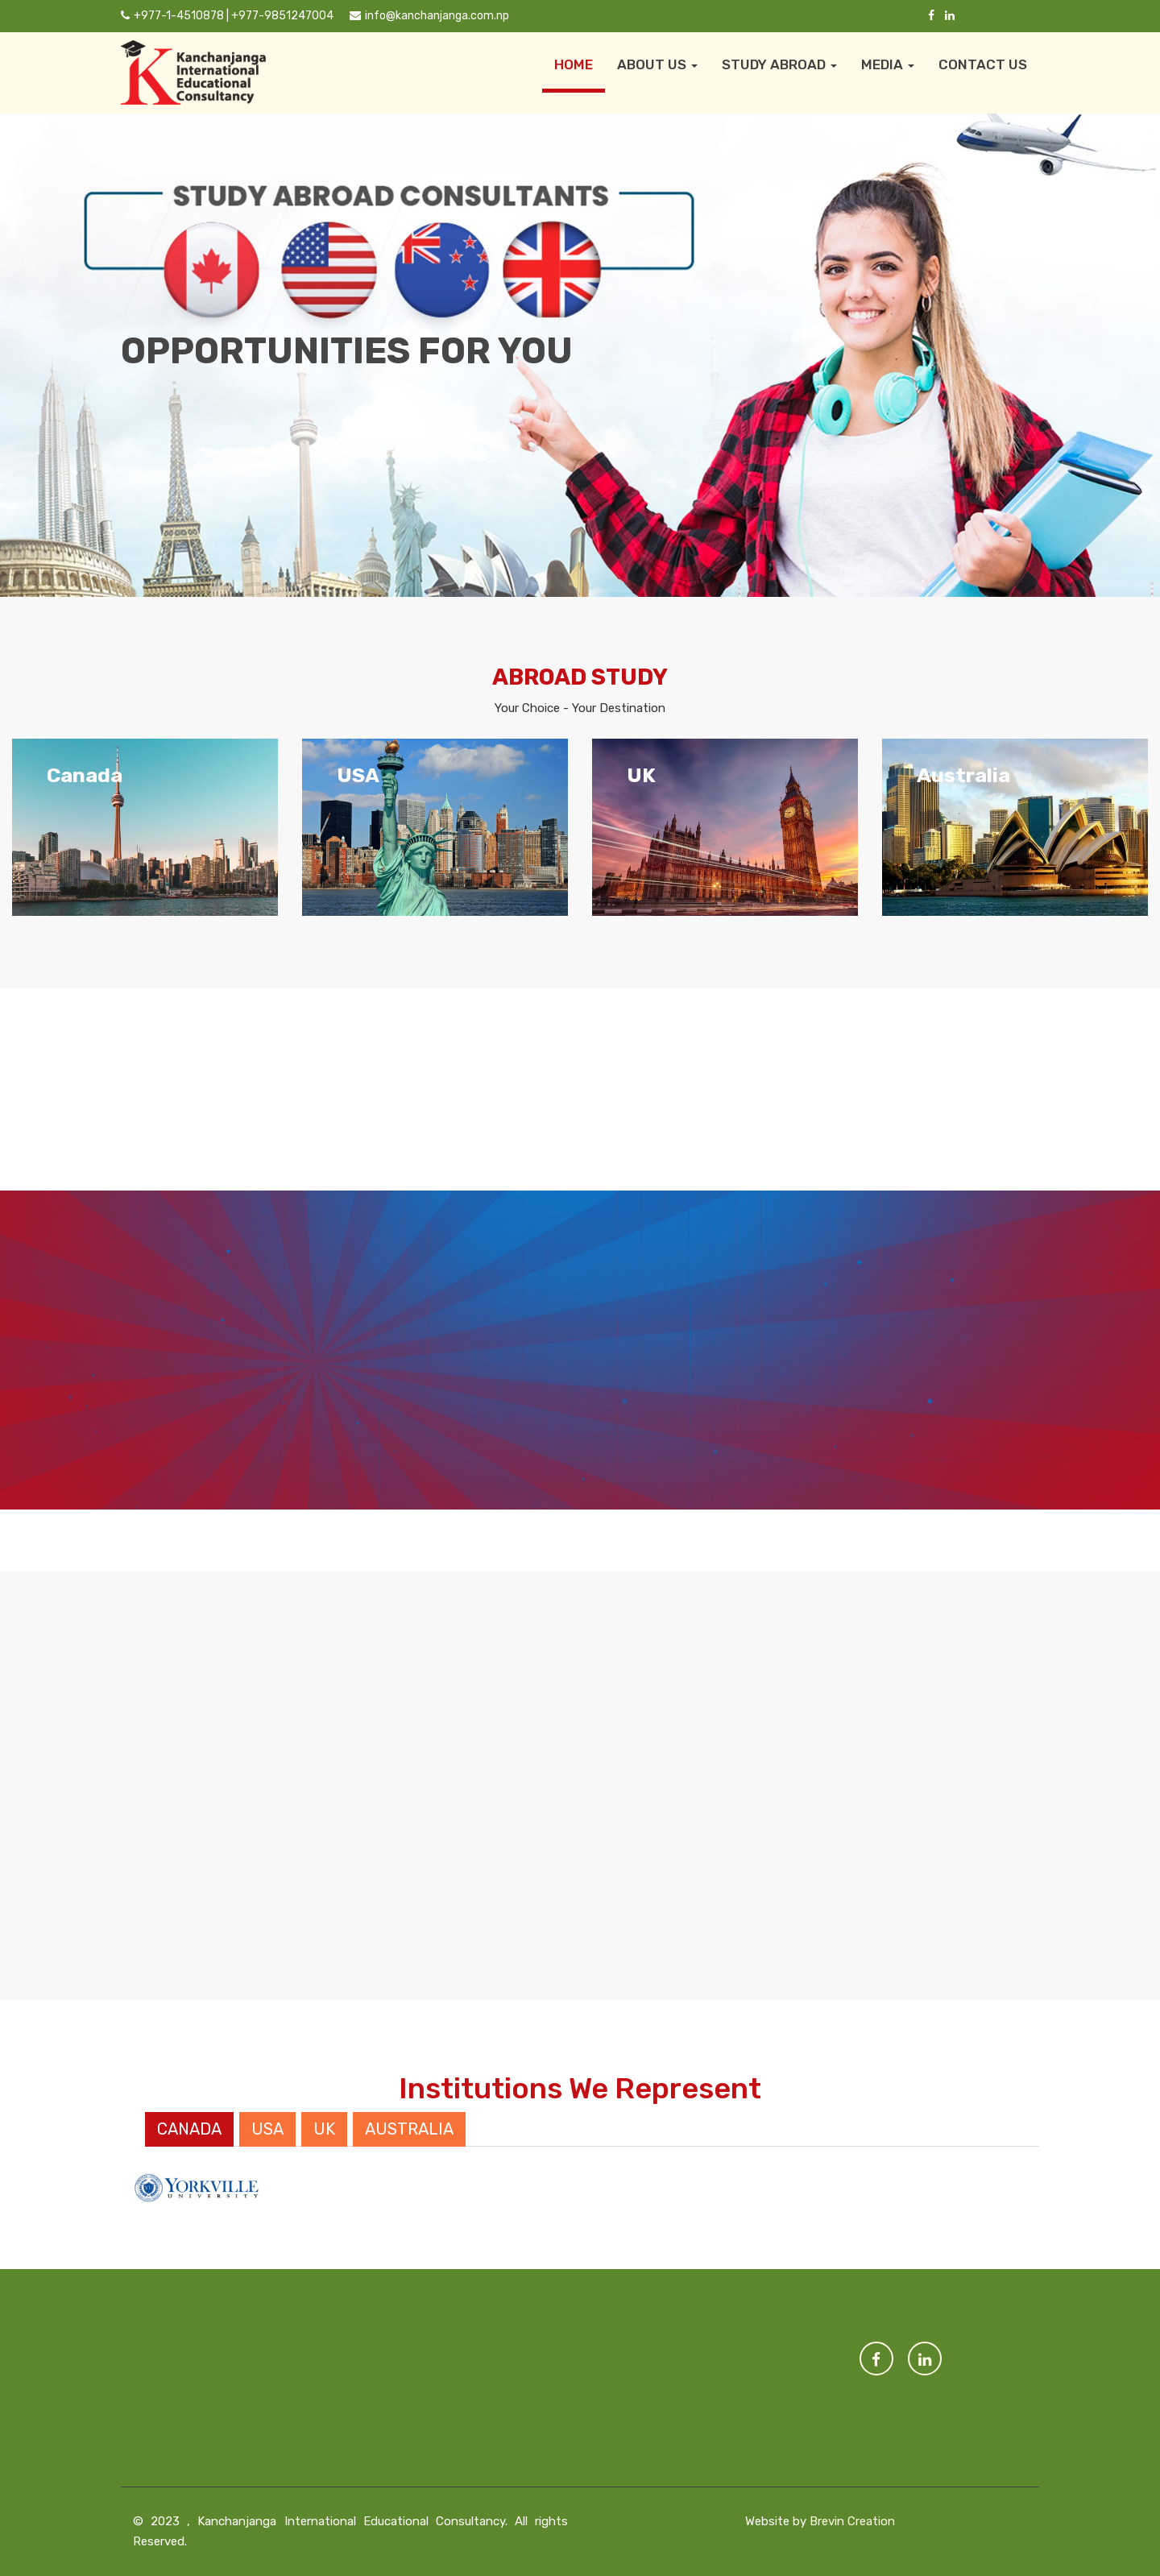 +977-1-4510878 | +977-9851247004 info@kanchanjanga.com.np
Kanchanjanga
International
Educational
Consultancy
HOME ABOUT US STUDY ABROAD MEDIA CONTACT US
STUDY ABROAD CONSULTANTS
OPPORTUNITIES FOR YOU
ABROAD STUDY
Your Choice - Your Destination
Canada
USA
UK
Australia
Institutions We Represent
CANADA USA UK AUSTRALIA
YORKVILLE
UNIVERSITY
© 2023 , Kanchanjanga International Educational Consultancy. All rights
Reserved.
Website by Brevin Creation